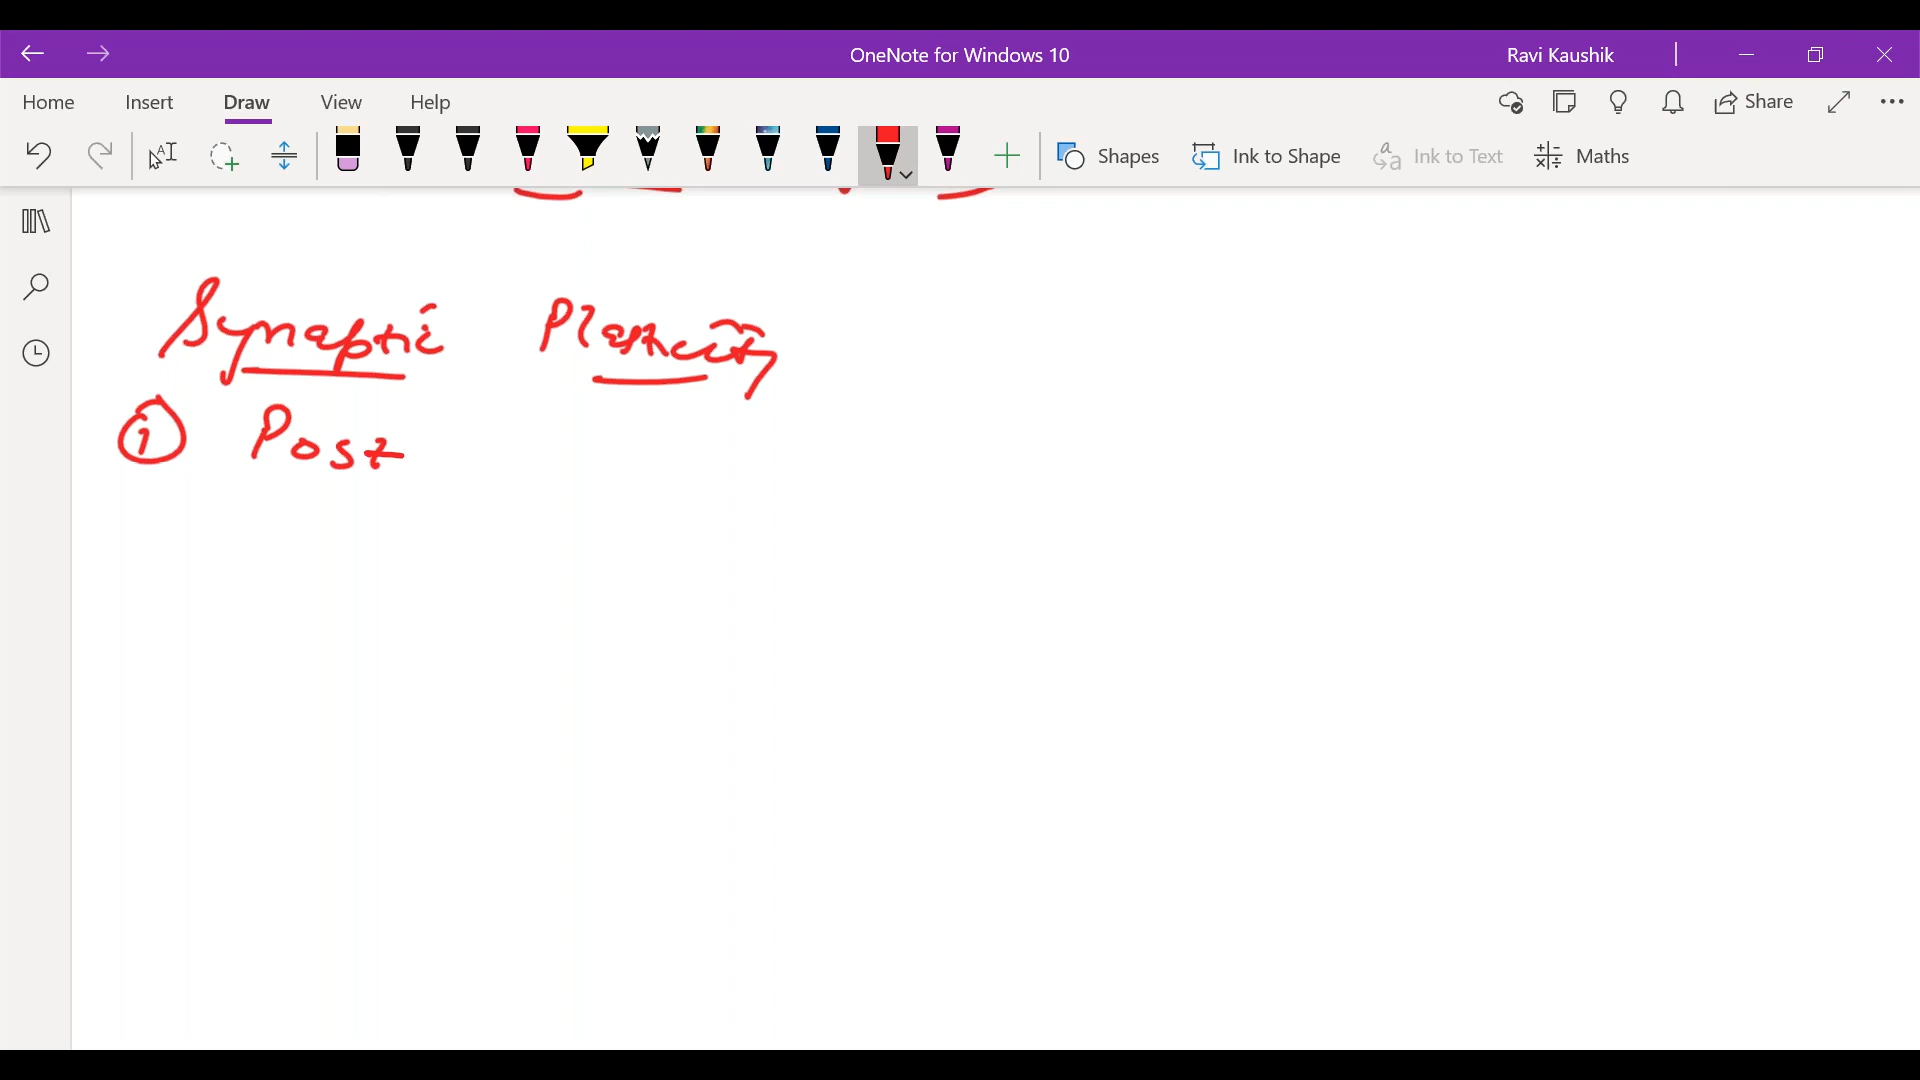 OneNote for Windows 10 Ravi Kaushik
Home Insert Draw View Help Share
Shapes Ink to Shape Ink to Text Maths
Synaptic Plasticity
① Post